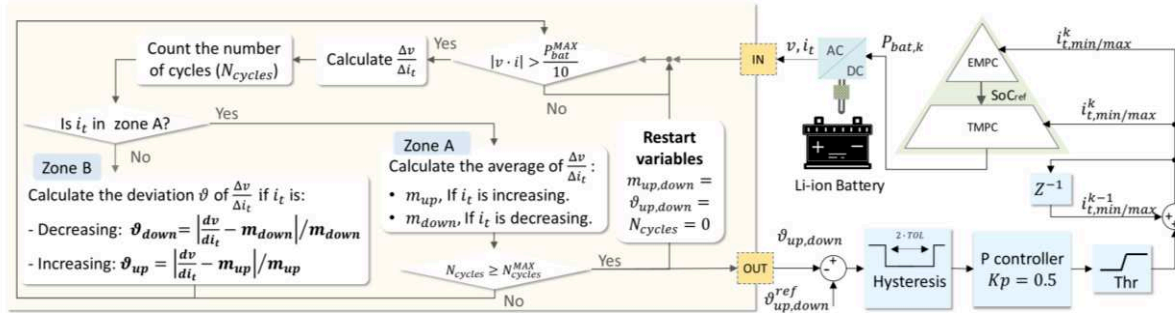 Count the number
of cycles (N_cycles)
Calculate Δv/Δi_t
Yes
|v · i| > P_bat^MAX/10
No
IN
v, i_t
AC
DC
P_bat,k
EMPC
SoC_ref
TMPC
i_t,min/max^k
i_t,min/max^k
Is i_t in zone A?
Yes
No
Zone B
Calculate the deviation ϑ of Δv/Δi_t if i_t is:
- Decreasing: ϑ_down = |dv/di_t − m_down|/m_down
- Increasing: ϑ_up = |dv/di_t − m_up|/m_up
Zone A
Calculate the average of Δv/Δi_t :
• m_up, If i_t is increasing.
• m_down, If i_t is decreasing.
Restart
variables
m_up,down =
ϑ_up,down =
N_cycles = 0
Li-ion Battery
Z^−1
i_t,min/max^k−1
+
+
N_cycles ≥ N_cycles^MAX
Yes
No
OUT
ϑ_up,down
ϑ_up,down^ref
-
+
2·TOL
Hysteresis
P controller
Kp = 0.5
Thr